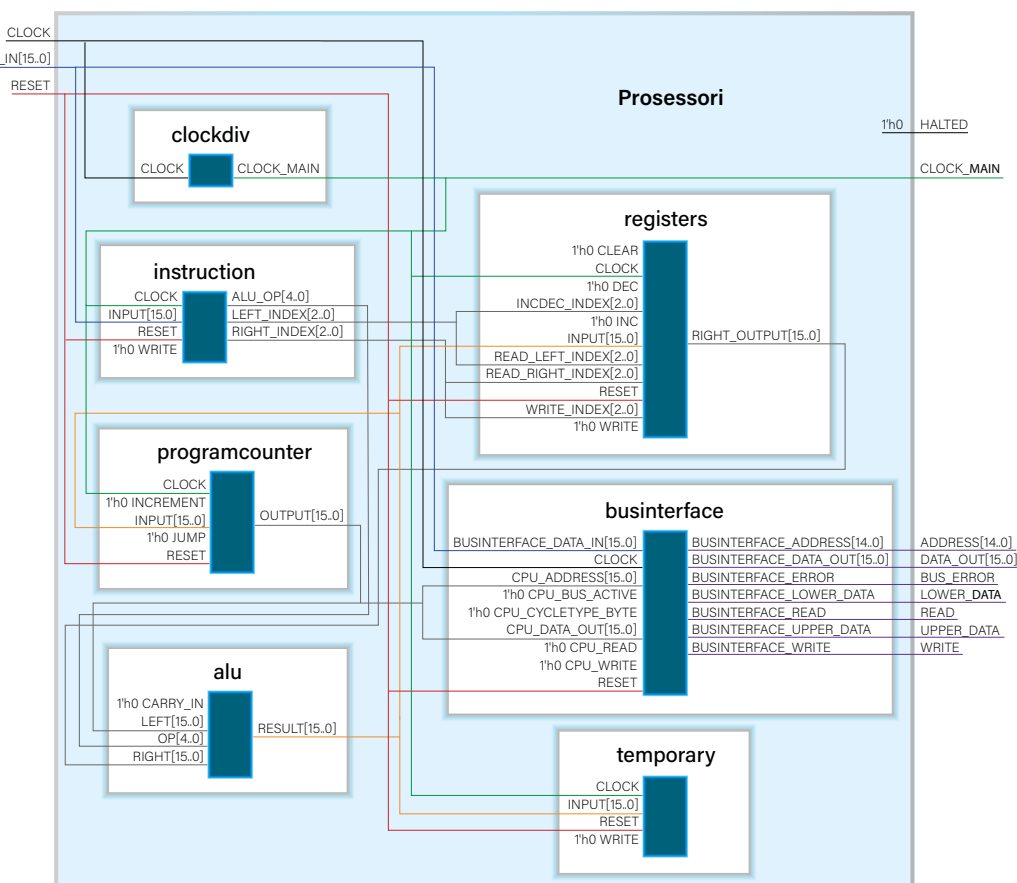 CLOCK
_IN[15..0]
RESET
Prosessori
1'h0 HALTED
CLOCK_MAIN
clockdiv
CLOCK CLOCK_MAIN
registers
1'h0 CLEAR
CLOCK
1'h0 DEC
INCDEC_INDEX[2..0]
1'h0 INC
INPUT[15..0]
READ_LEFT_INDEX[2..0]
READ_RIGHT_INDEX[2..0]
RESET
WRITE_INDEX[2..0]
1'h0 WRITE
RIGHT_OUTPUT[15..0]
instruction
CLOCK ALU_OP[4..0]
INPUT[15..0] LEFT_INDEX[2..0]
RESET RIGHT_INDEX[2..0]
1'h0 WRITE
programcounter
CLOCK
1'h0 INCREMENT
INPUT[15..0] OUTPUT[15..0]
1'h0 JUMP
RESET
businterface
BUSINTERFACE_DATA_IN[15..0] BUSINTERFACE_ADDRESS[14..0] ADDRESS[14..0]
CLOCK BUSINTERFACE_DATA_OUT[15..0] DATA_OUT[15..0]
CPU_ADDRESS[15..0] BUSINTERFACE_ERROR BUS_ERROR
1'h0 CPU_BUS_ACTIVE BUSINTERFACE_LOWER_DATA LOWER_DATA
1'h0 CPU_CYCLETYPE_BYTE BUSINTERFACE_READ READ
CPU_DATA_OUT[15..0] BUSINTERFACE_UPPER_DATA UPPER_DATA
1'h0 CPU_READ BUSINTERFACE_WRITE WRITE
1'h0 CPU_WRITE
RESET
alu
1'h0 CARRY_IN
LEFT[15..0] RESULT[15..0]
OP[4..0]
RIGHT[15..0]
temporary
CLOCK
INPUT[15..0]
RESET
1'h0 WRITE